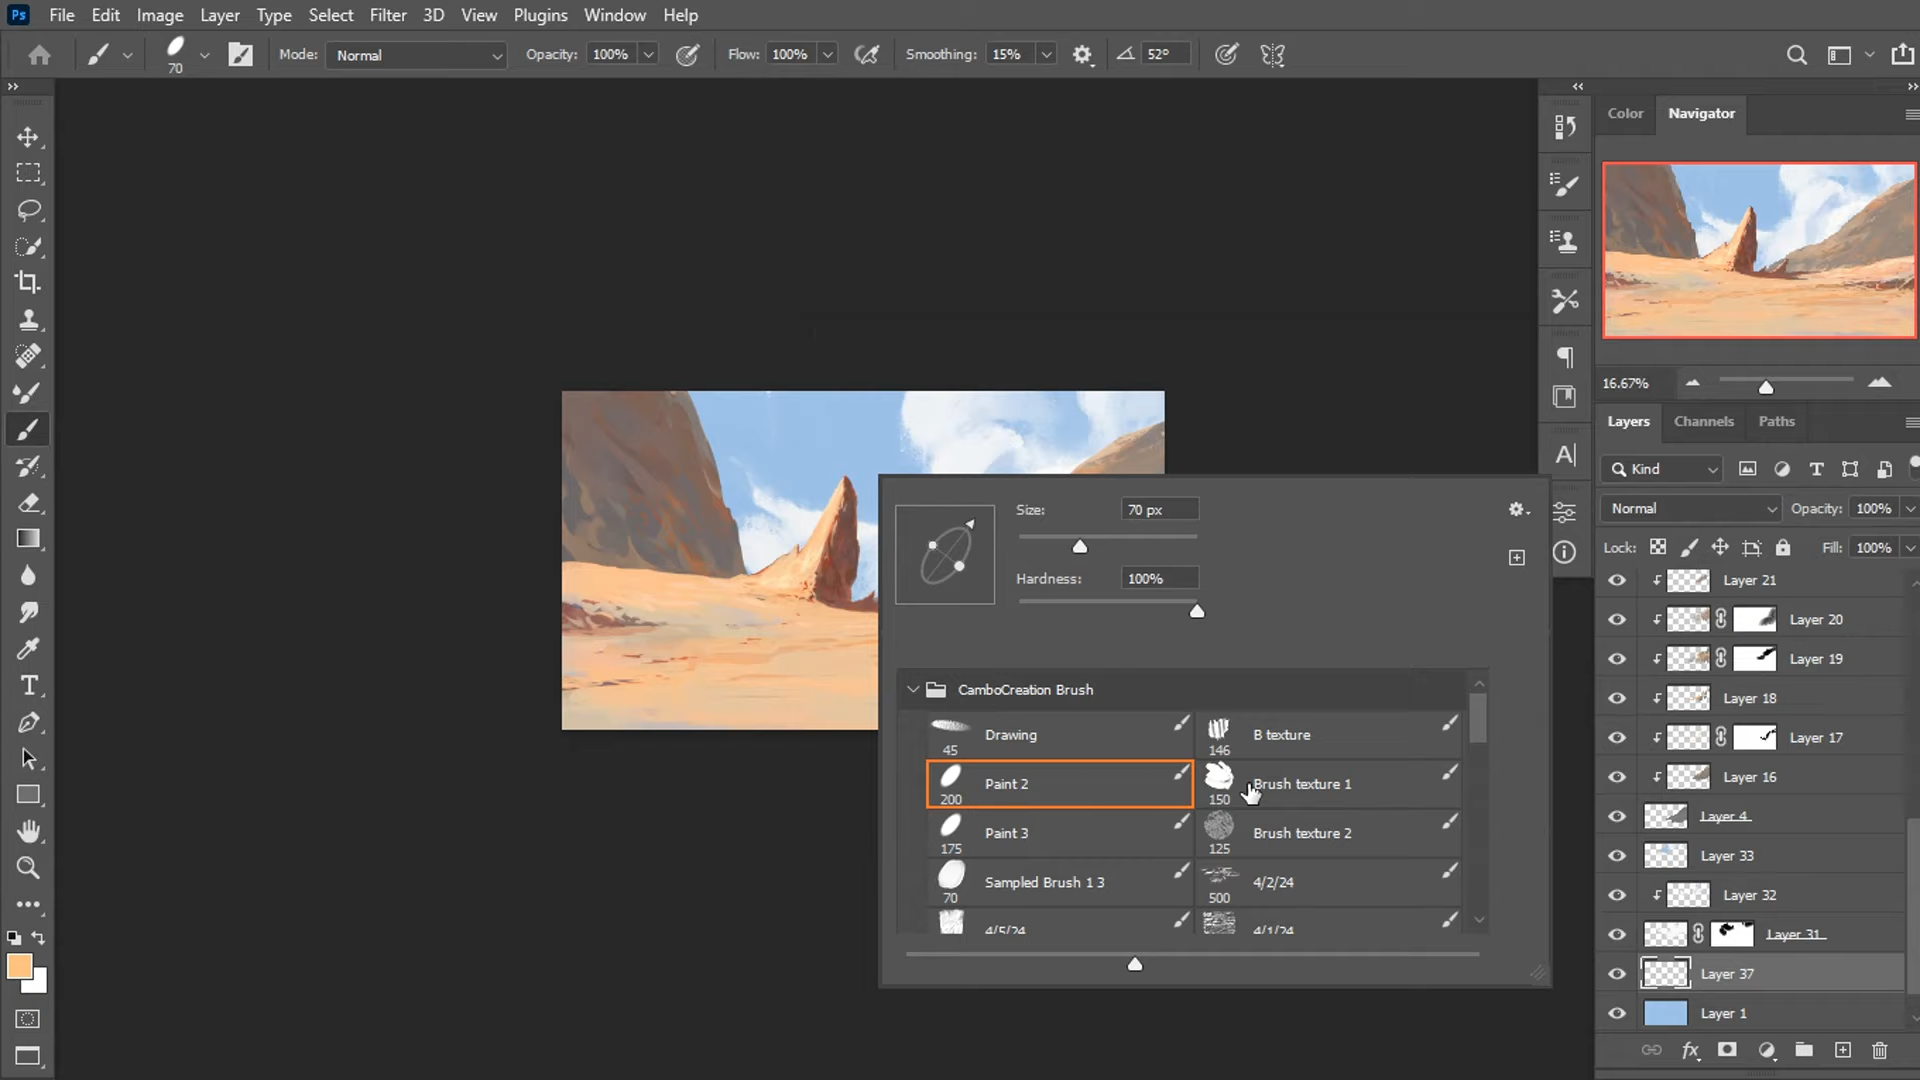 Ps File Edit Image Layer Type Select Filter 3D View Plugins Window Help
70 Mode: Normal Opacity: 100% Flow: 100% Smoothing: 15% 52°
Color Navigator
16.67%
Layers Channels Paths
Kind
Normal Opacity: 100%
Lock: Fill: 100%
Layer 21
Layer 20
Layer 19
Layer 18
Layer 17
Layer 16
Layer 4
Layer 33
Layer 32
Layer 31
Layer 37
Layer 1
Size: 70 px
Hardness: 100%
CamboCreation Brush
Drawing
45
B texture
146
Paint 2
200
Brush texture 1
150
Paint 3
175
Brush texture 2
125
Sampled Brush 1 3
70
4/2/24
500
4/5/24
4/1/24